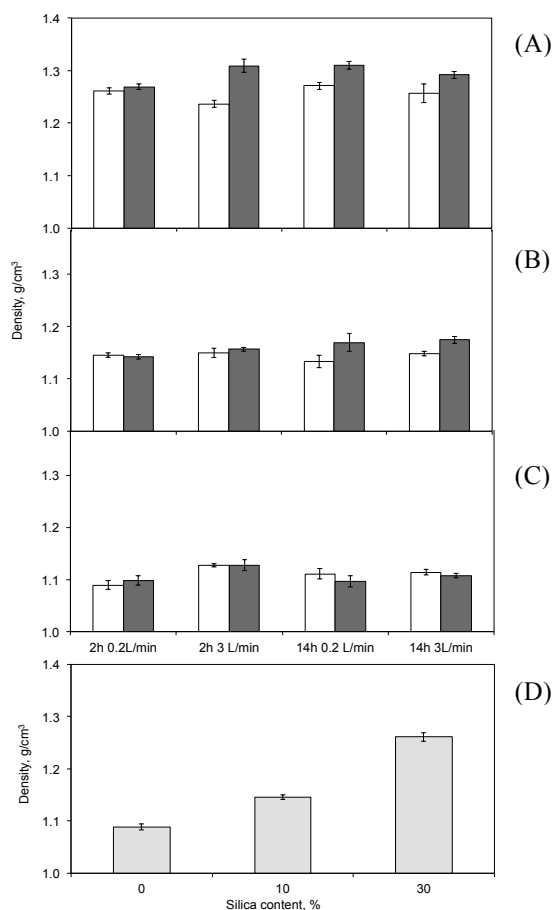 1.4
(A)
1.3
1.2
1.1
1.0
Density, g/cm³
(B)
1.3
1.2
1.1
1.0
(C)
1.3
1.2
1.1
1.0
2h 0.2L/min 2h 3 L/min 14h 0.2 L/min 14h 3L/min
(D)
1.4
1.3
Density, g/cm³
1.2
1.1
1.0
0 10 30
Silica content, %